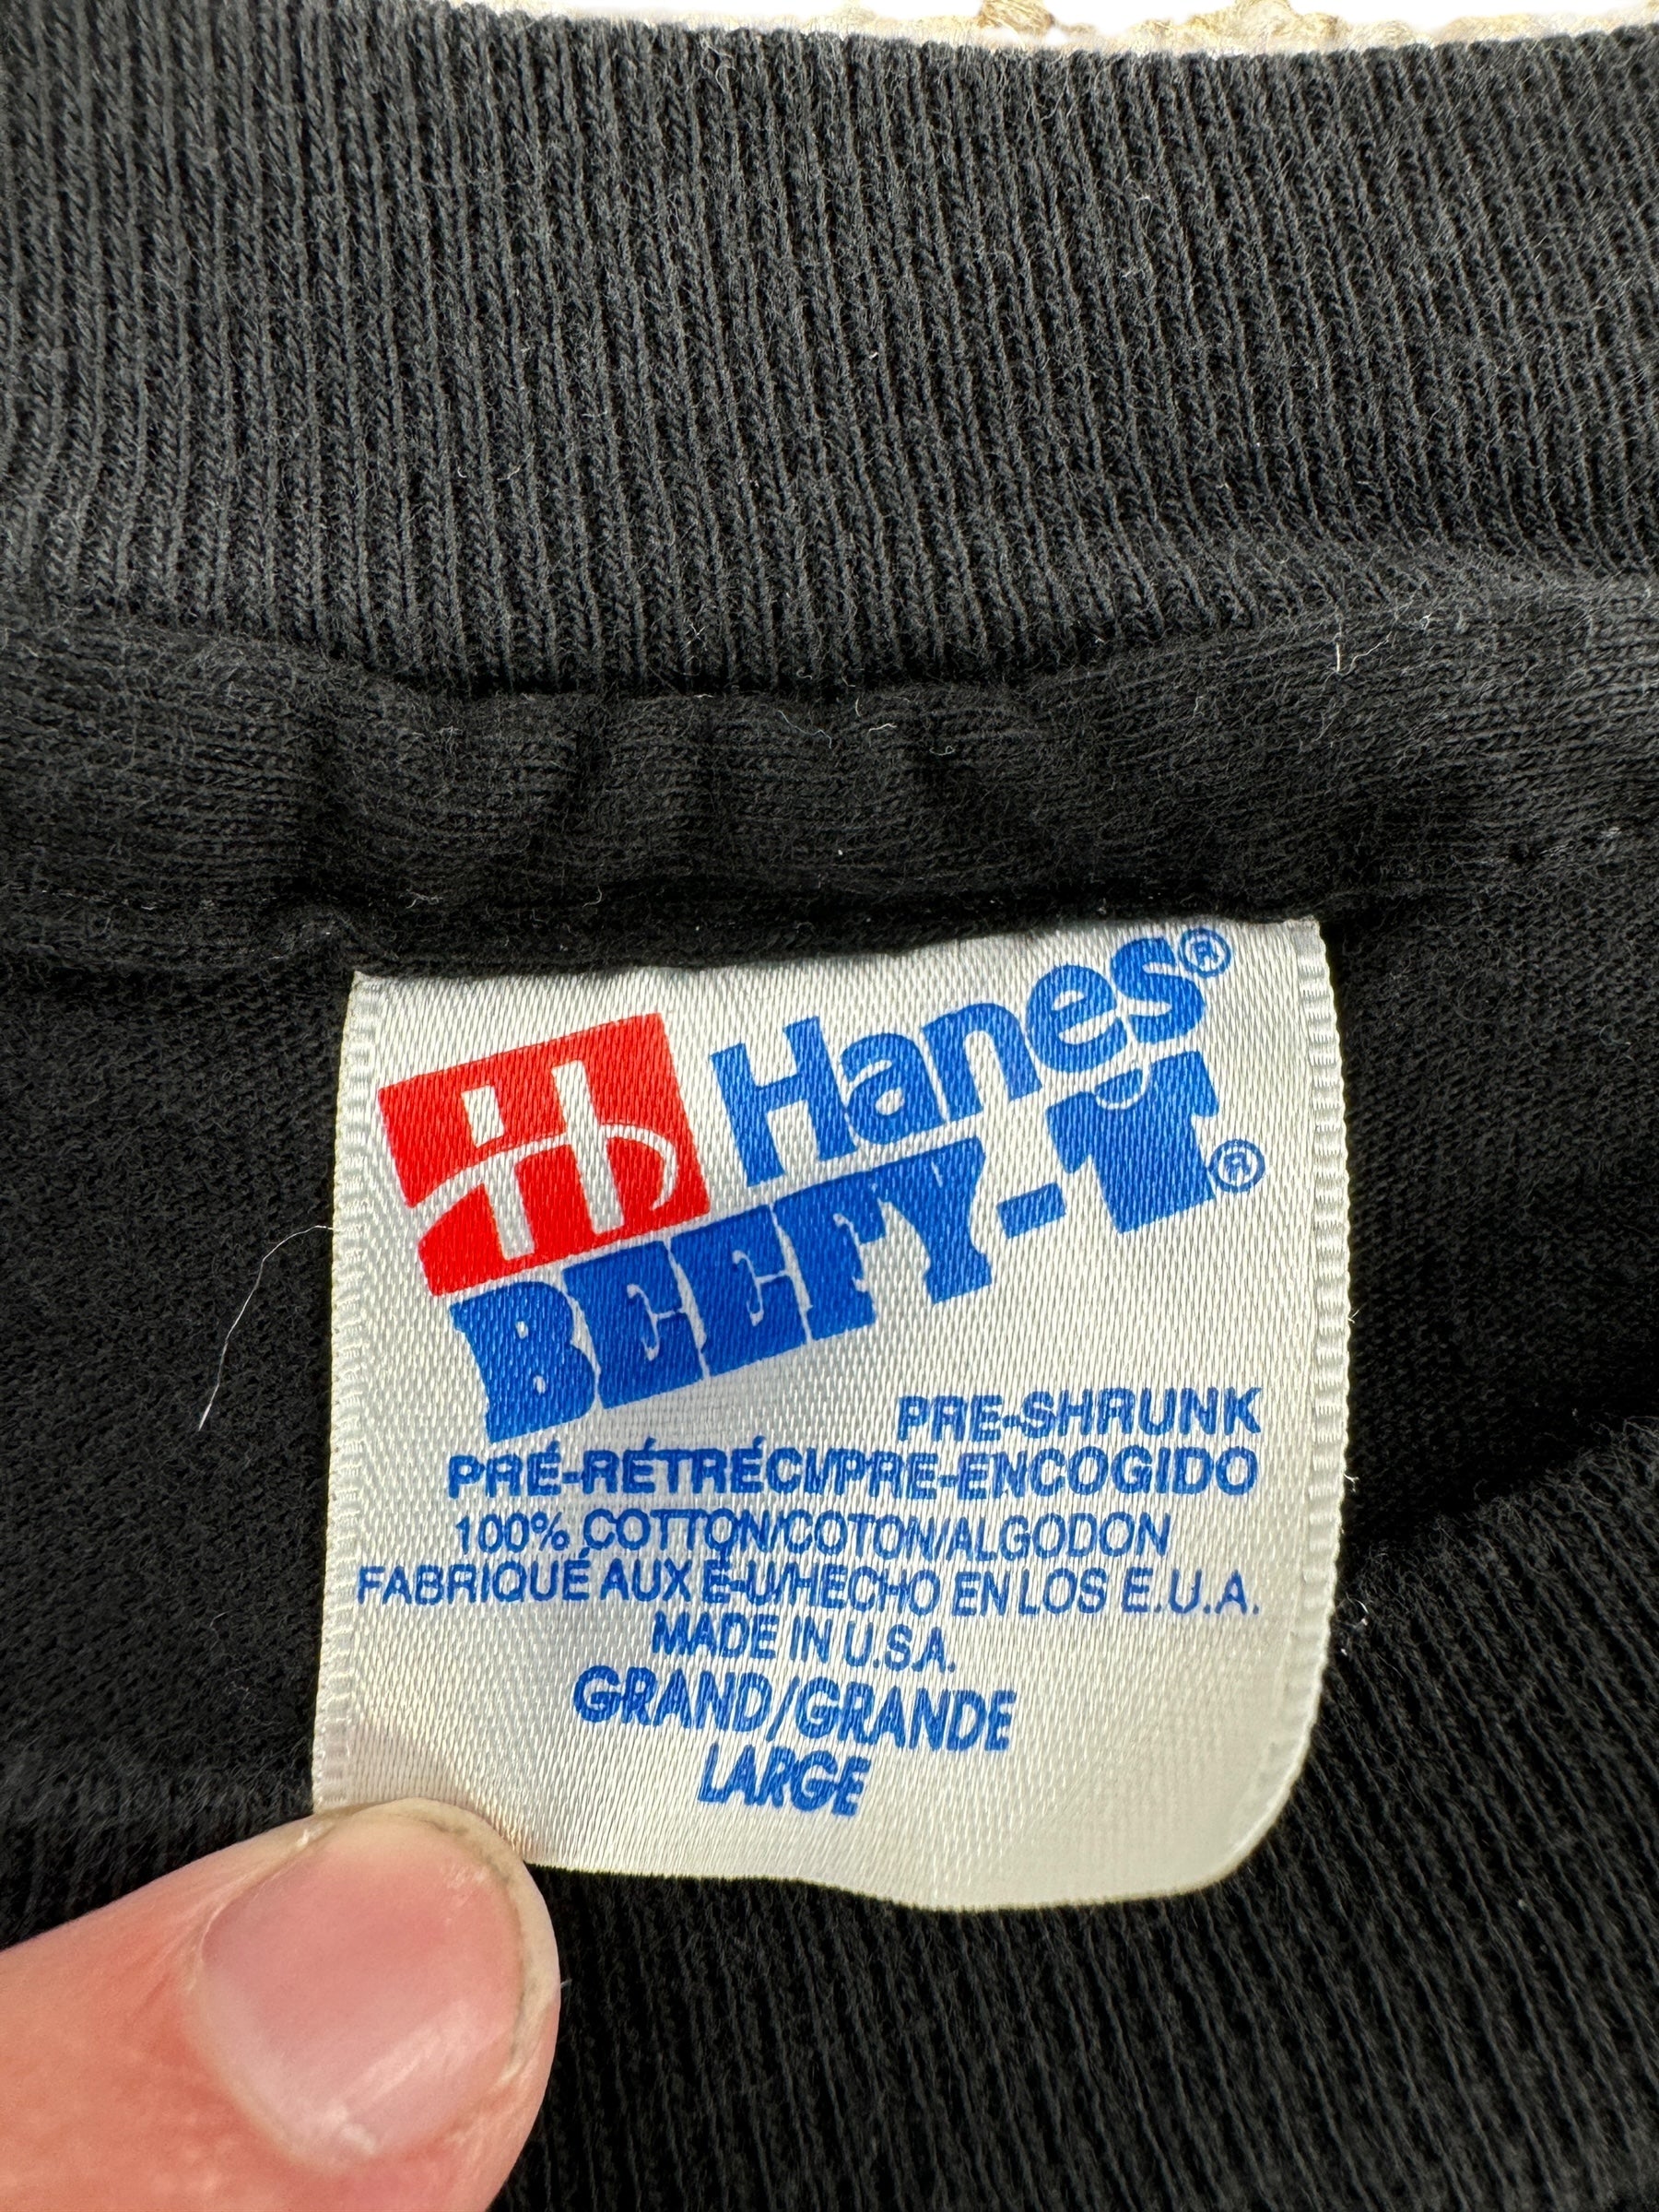 Hanes®
BEEFY-T®
PRE-SHRUNK
PRÉ-RÉTRÉCI/PRE-ENCOGIDO
100% COTTON/COTON/ALGODON
FABRIQUÉ AUX É-U/HECHO EN LOS E.U.A.
MADE IN U.S.A.
GRAND/GRANDE
LARGE